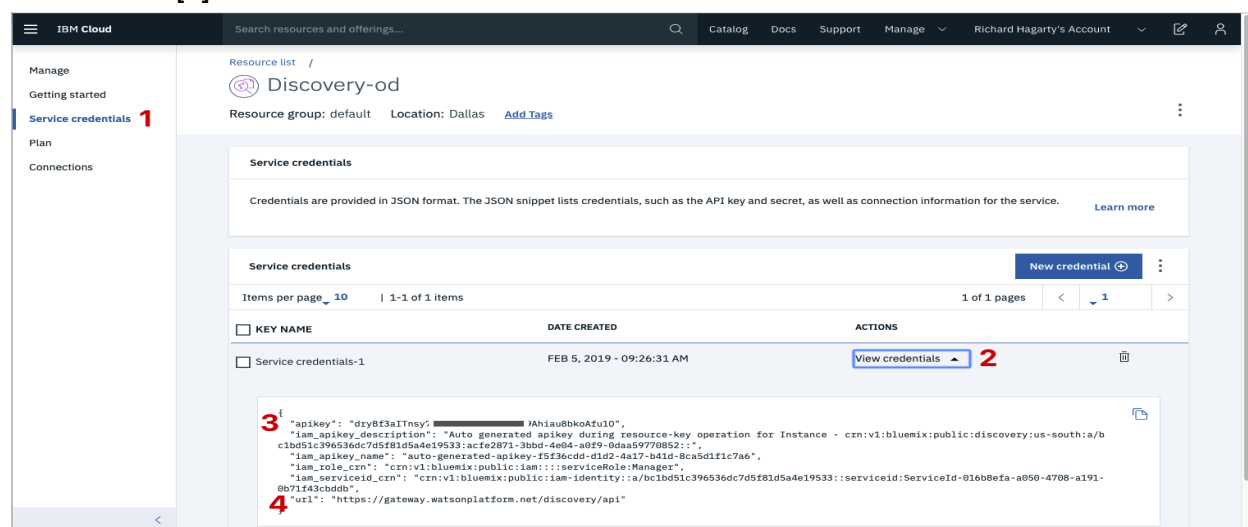 IBM Cloud
Search resources and offerings...
Catalog
Docs
Support
Manage
Richard Hagarty's Account
Manage
Getting started
Service credentials 1
Plan
Connections
Resource list /
Discovery-od
Resource group: default Location: Dallas Add Tags
Service credentials
Credentials are provided in JSON format. The JSON snippet lists credentials, such as the API key and secret, as well as connection information for the service.
Learn more
Service credentials
New credential
Items per page 10 | 1-1 of 1 items
1 of 1 pages < 1 >
KEY NAME DATE CREATED ACTIONS
Service credentials-1 FEB 5, 2019 - 09:26:31 AM View credentials 2
{
3 "apikey": "dryBf3aITnsy Ahiau8bkoAfu1O",
"iam_apikey_description": "Auto generated apikey during resource-key operation for Instance - crn:v1:bluemix:public:discovery:us-south:a/b
c1bd51c396536dc7d5f81d5a4e19533:acfe2871-3bbd-4e04-a0f9-0daa59770852::",
"iam_apikey_name": "auto-generated-apikey-f5f36cdd-d1d2-4a17-b41d-8ca5d1f1c7a6",
"iam_role_crn": "crn:v1:bluemix:public:iam::::serviceRole:Manager",
"iam_serviceid_crn": "crn:v1:bluemix:public:iam-identity::a/bc1bd51c396536dc7d5f81d5a4e19533::serviceid:ServiceId-016b8efa-a050-4708-a191-
0b71f43cbddb",
4 "url": "https://gateway.watsonplatform.net/discovery/api"
}
<